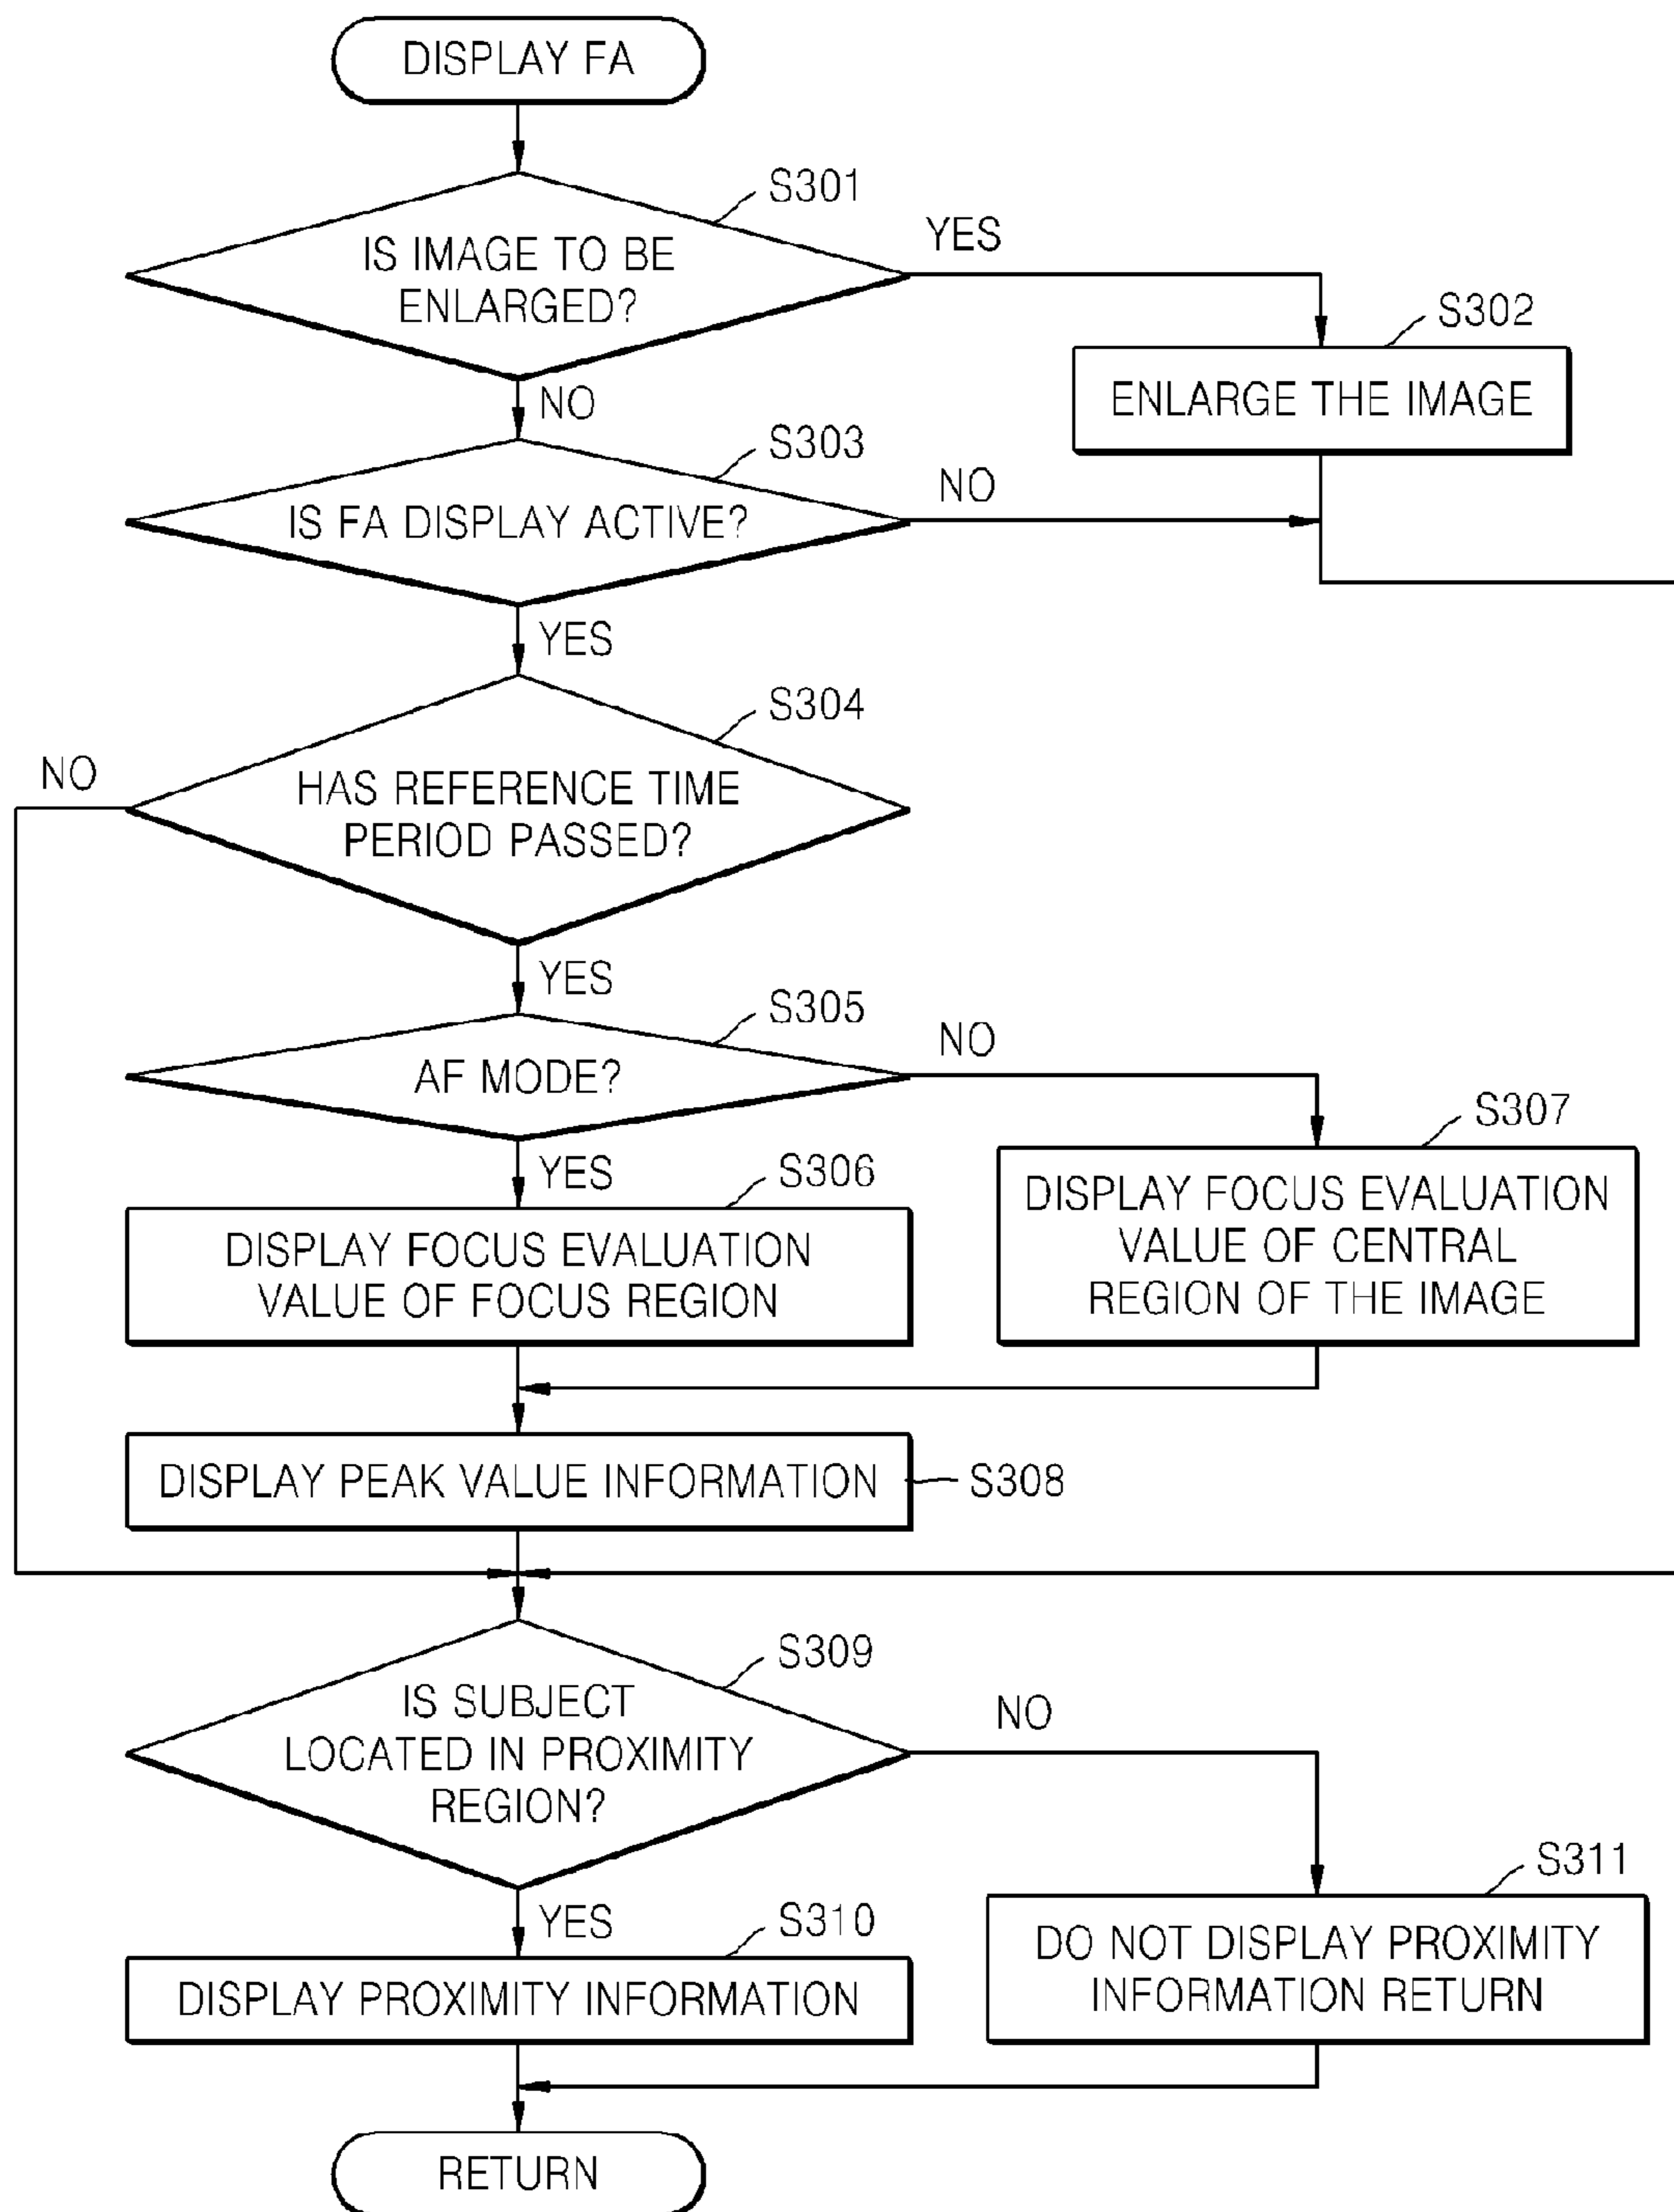 DISPLAY FA
S301
IS IMAGE TO BE
ENLARGED?
YES
S302
ENLARGE THE IMAGE
NO
S303
IS FA DISPLAY ACTIVE?
NO
YES
S304
HAS REFERENCE TIME
PERIOD PASSED?
NO
YES
S305
AF MODE?
NO
YES
S306
DISPLAY FOCUS EVALUATION
VALUE OF FOCUS REGION
S307
DISPLAY FOCUS EVALUATION
VALUE OF CENTRAL
REGION OF THE IMAGE
DISPLAY PEAK VALUE INFORMATION
S308
S309
IS SUBJECT
LOCATED IN PROXIMITY
REGION?
NO
YES
S310
DISPLAY PROXIMITY INFORMATION
S311
DO NOT DISPLAY PROXIMITY
INFORMATION RETURN
RETURN